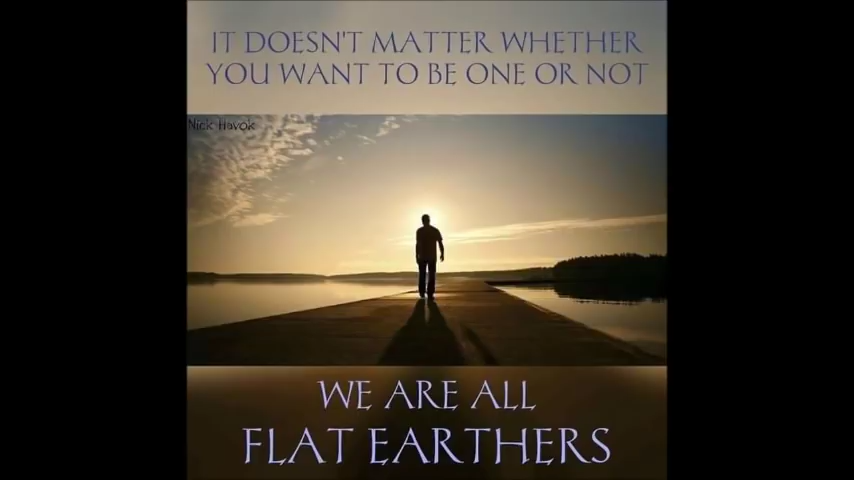 IT DOESN'T MATTER WHETHER
YOU WANT TO BE ONE OR NOT
Nick Havok
WE ARE ALL
FLAT EARTHERS